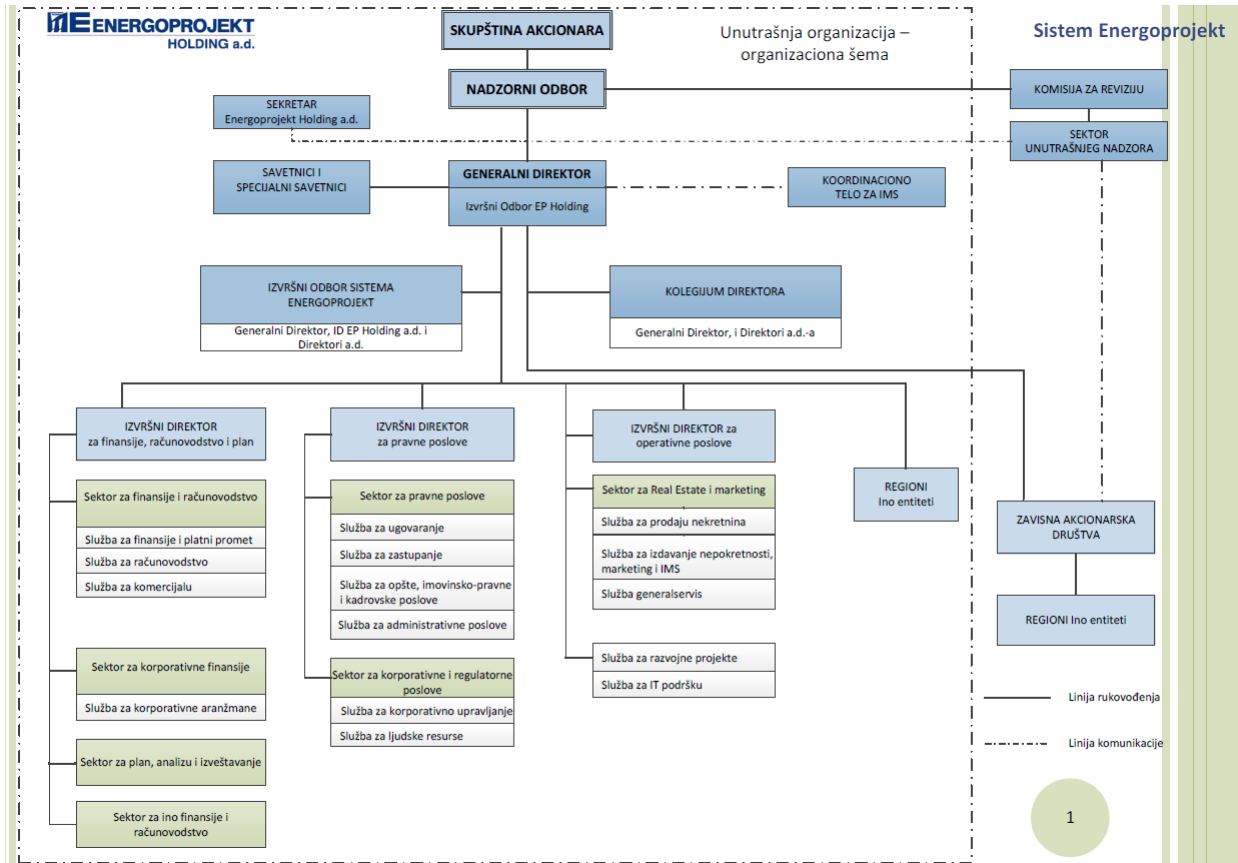 ENERGOPROJEKT
HOLDING a.d.
SKUPŠTINA AKCIONARA
Unutrašnja organizacija –
organizaciona šema
Sistem Energoprojekt
NADZORNI ODBOR
KOMISIJA ZA REVIZIJU
SEKRETAR
Energoprojekt Holding a.d.
SEKTOR
UNUTRAŠNJEG NADZORA
SAVETNICI I
SPECIJALNI SAVETNICI
GENERALNI DIREKTOR
Izvršni Odbor EP Holding
KOORDINACIONO
TELO ZA IMS
IZVRŠNI ODBOR SISTEMA
ENERGOPROJEKT
Generalni Direktor, ID EP Holding a.d. i
Direktori a.d.
KOLEGIJUM DIREKTORA
Generalni Direktor, i Direktori a.d.-a
IZVRŠNI DIREKTOR
za finansije, računovodstvo i plan
Sektor za finansije i računovodstvo
Služba za finansije i platni promet
Služba za računovodstvo
Služba za komercijalu
Sektor za korporativne finansije
Služba za korporativne aranžmane
Sektor za plan, analizu i izveštavanje
Sektor za ino finansije i
računovodstvo
IZVRŠNI DIREKTOR
za pravne poslove
Sektor za pravne poslove
Služba za ugovaranje
Služba za zastupanje
Služba za opšte, imovinsko-pravne
i kadrovske poslove
Služba za administrativne poslove
Sektor za korporativne i regulatorne
poslove
Služba za korporativno upravljanje
Služba za ljudske resurse
IZVRŠNI DIREKTOR za
operativne poslove
Sektor za Real Estate i marketing
Služba za prodaju nekretnina
Služba za izdavanje nepokretnosti,
marketing i IMS
Služba generalservis
Služba za razvojne projekte
Služba za IT podršku
REGIONI
Ino entiteti
ZAVISNA AKCIONARSKA
DRUŠTVA
REGIONI Ino entiteti
Linija rukovođenja
Linija komunikacije
1